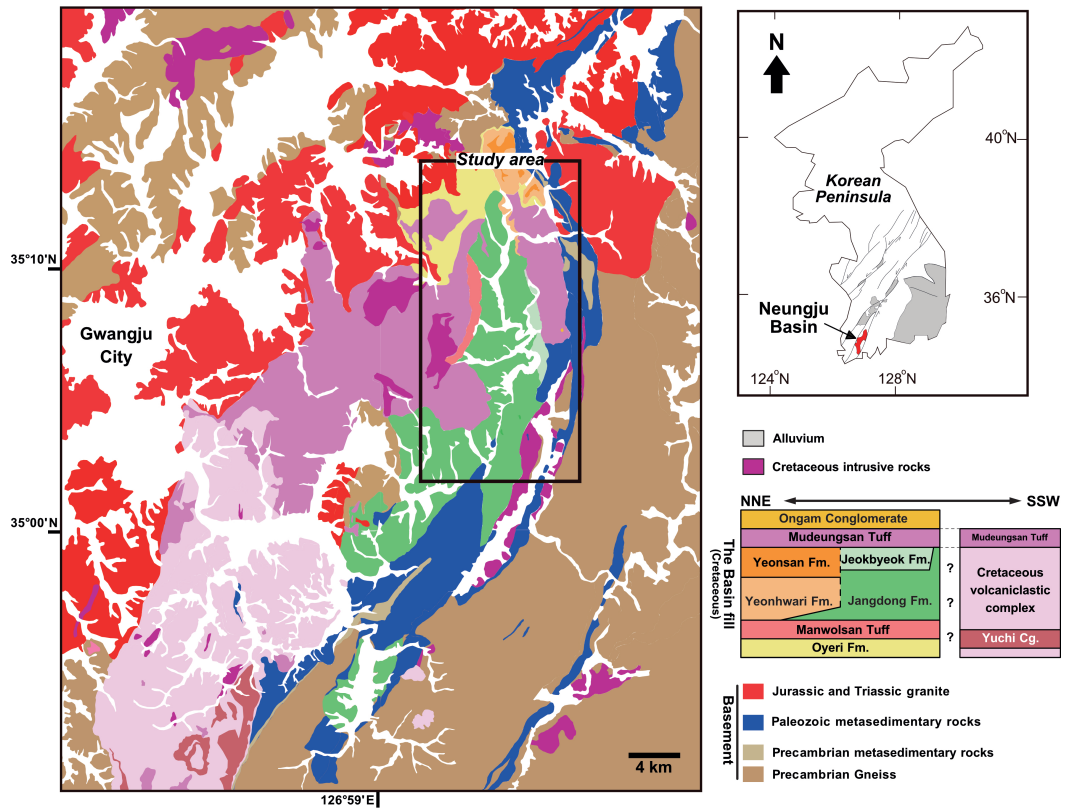 Study area
35°10'N
Gwangju
City
35°00'N
126°59'E
4 km
N
40°N
Korean
Peninsula
36°N
Neungju
Basin
124°N
128°N
Alluvium
Cretaceous intrusive rocks
NNE
SSW
The Basin fill
(Cretaceous)
Ongam Conglomerate
Mudeungsan Tuff
Yeonsan Fm.
Jeokbyeok Fm.
Yeonhwari Fm.
Jangdong Fm.
Manwolsan Tuff
Oyeri Fm.
?
?
?
Mudeungsan Tuff
Cretaceous
volcaniclastic
complex
Yuchi Cg.
Basement
Jurassic and Triassic granite
Paleozoic metasedimentary rocks
Precambrian metasedimentary rocks
Precambrian Gneiss